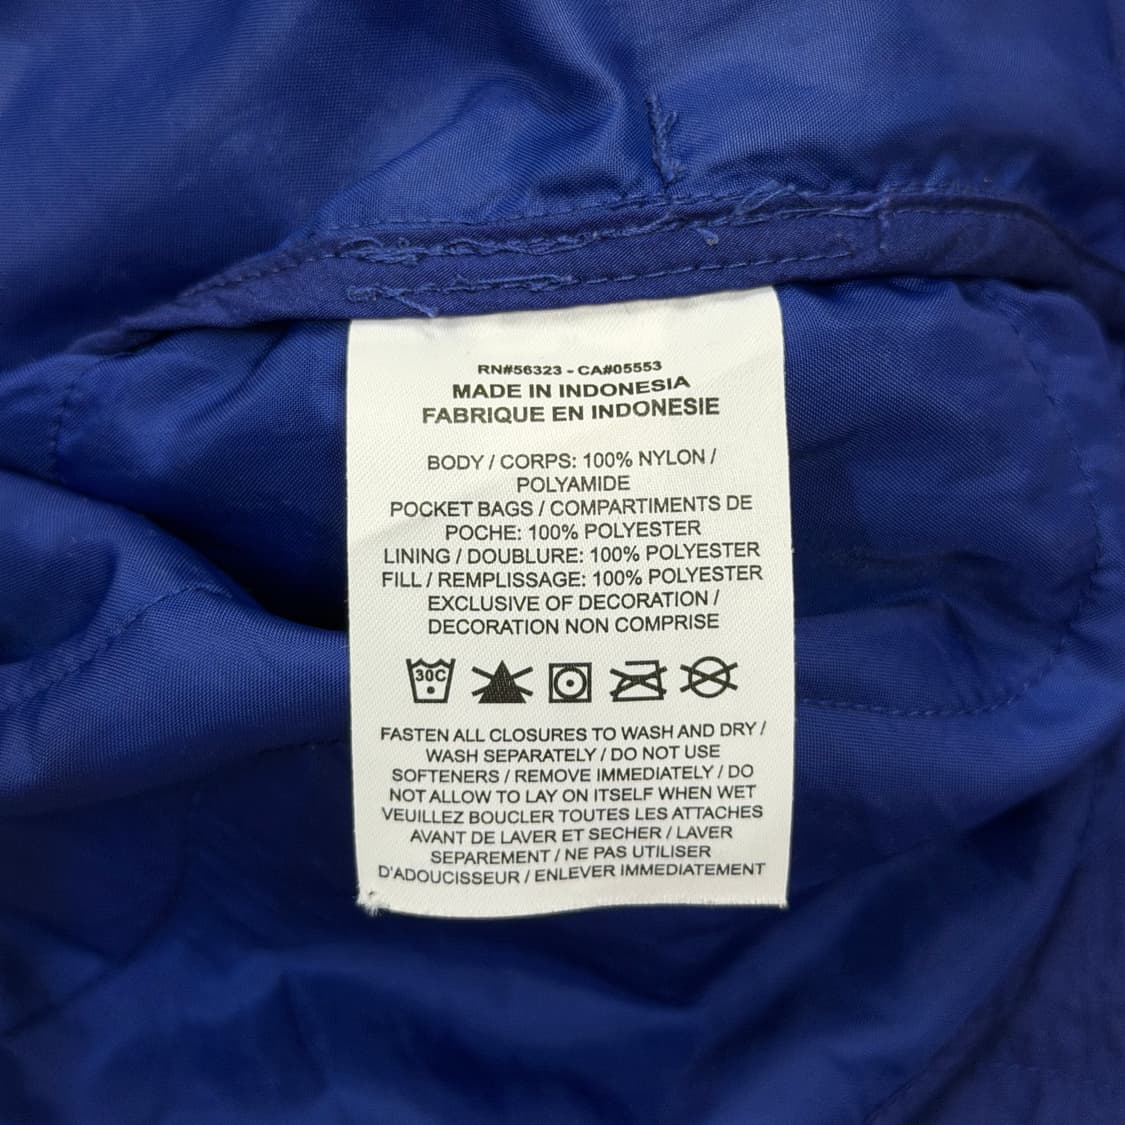 RN#56323 - CA#05553
MADE IN INDONESIA
FABRIQUE EN INDONESIE
BODY / CORPS: 100% NYLON /
POLYAMIDE
POCKET BAGS / COMPARTIMENTS DE
POCHE: 100% POLYESTER
LINING / DOUBLURE: 100% POLYESTER
FILL / REMPLISSAGE: 100% POLYESTER
EXCLUSIVE OF DECORATION /
DECORATION NON COMPRISE
30C
FASTEN ALL CLOSURES TO WASH AND DRY /
WASH SEPARATELY / DO NOT USE
SOFTENERS / REMOVE IMMEDIATELY / DO
NOT ALLOW TO LAY ON ITSELF WHEN WET
VEUILLEZ BOUCLER TOUTES LES ATTACHES
AVANT DE LAVER ET SECHER / LAVER
SEPAREMENT / NE PAS UTILISER
D'ADOUCISSEUR / ENLEVER IMMEDIATEMENT